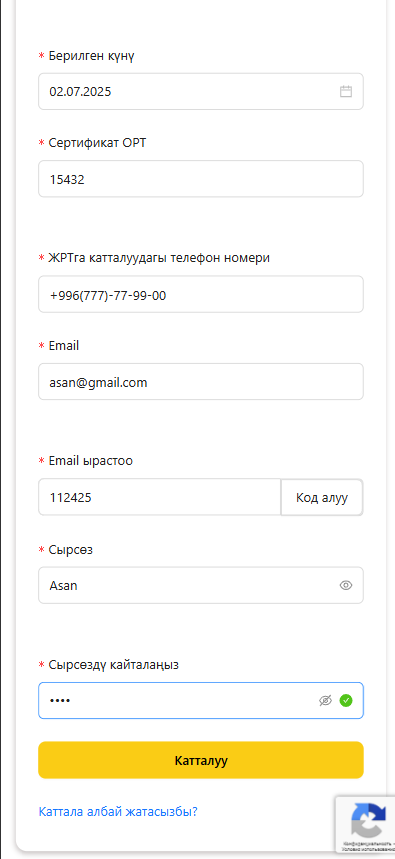 * Берилген күнү
02.07.2025
* Сертификат ОРТ
15432
* ЖРТга катталуудагы телефон номери
+996(777)-77-99-00
* Email
asan@gmail.com
* Email ырастоо
112425
Код алуу
* Сырсөз
Asan
* Сырсөздү кайталаңыз
••••
Катталуу
Каттала албай жатасызбы?
Конфиденциальность -
Условия использования